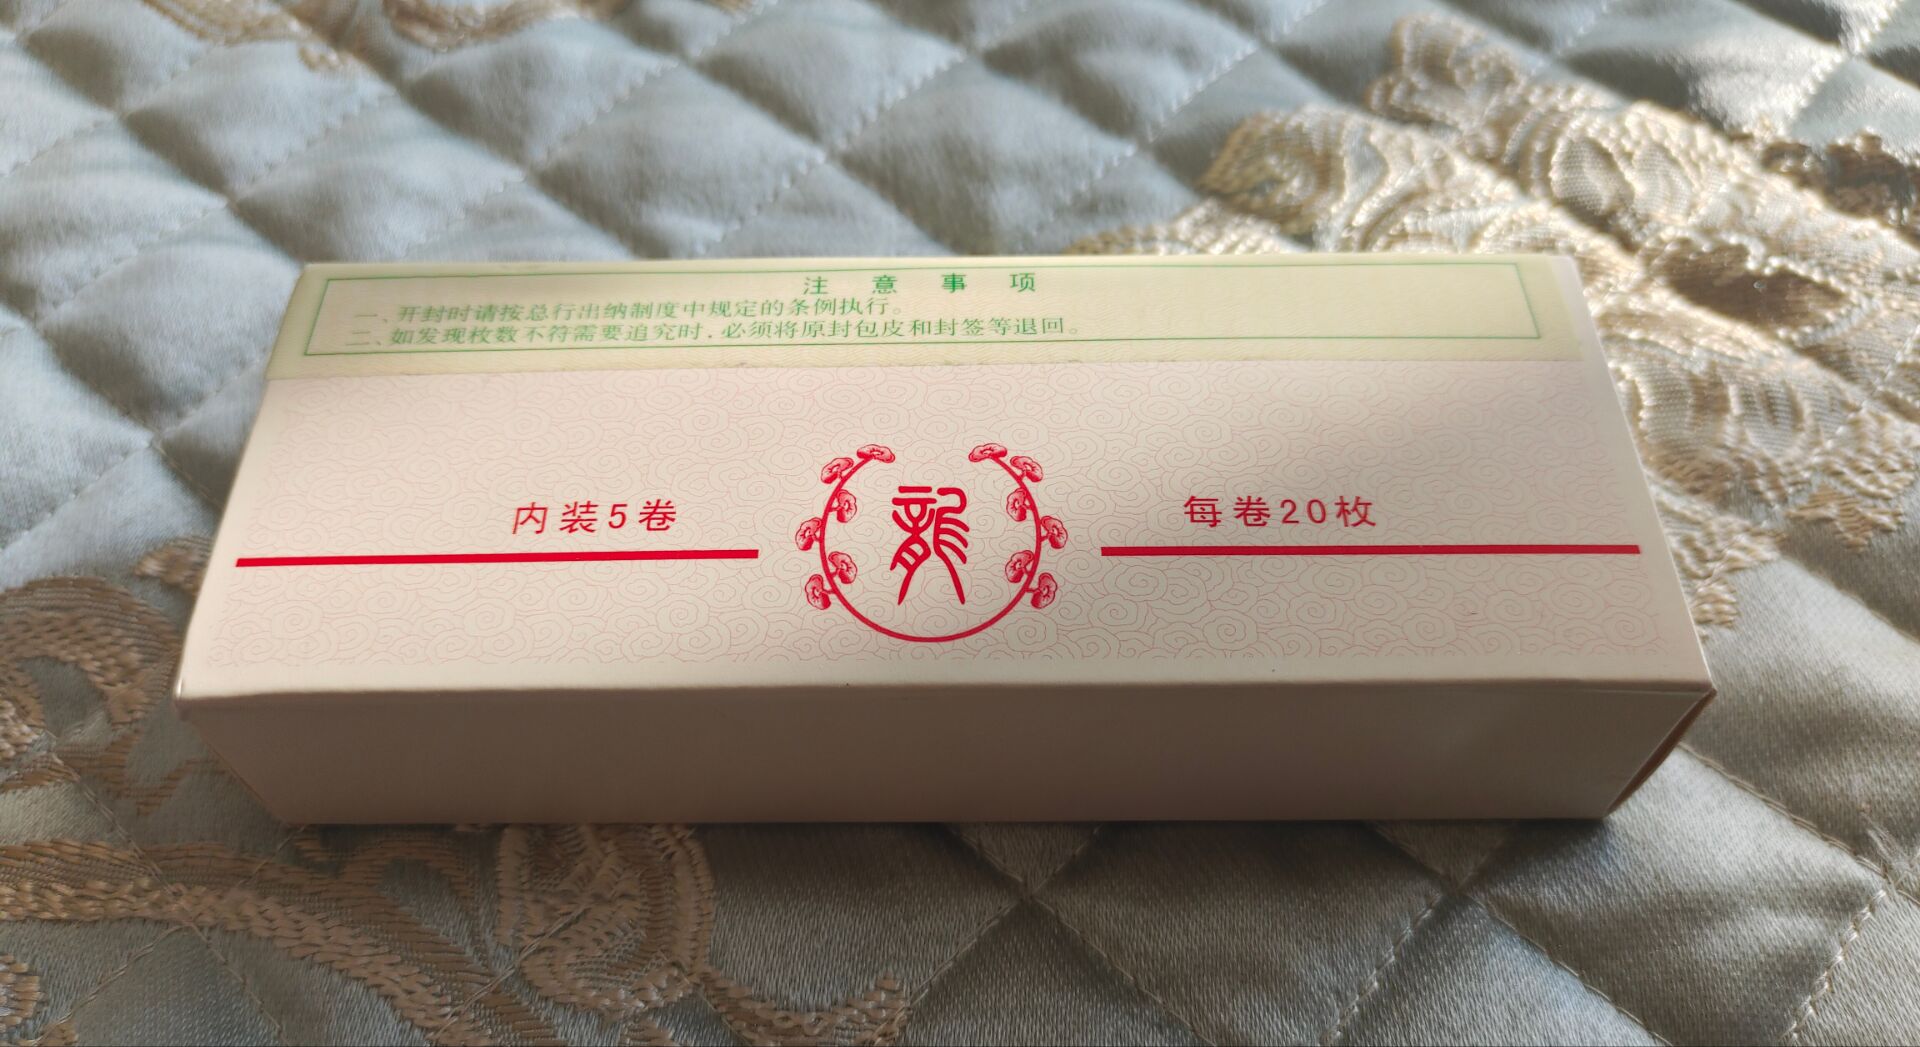 注意事项
一、开封时请按总行出纳制度中规定的条例执行。
二、如发现枚数不符需要追究时，必须将原封包皮和封签等退回。
内装5卷
龍
每卷20枚